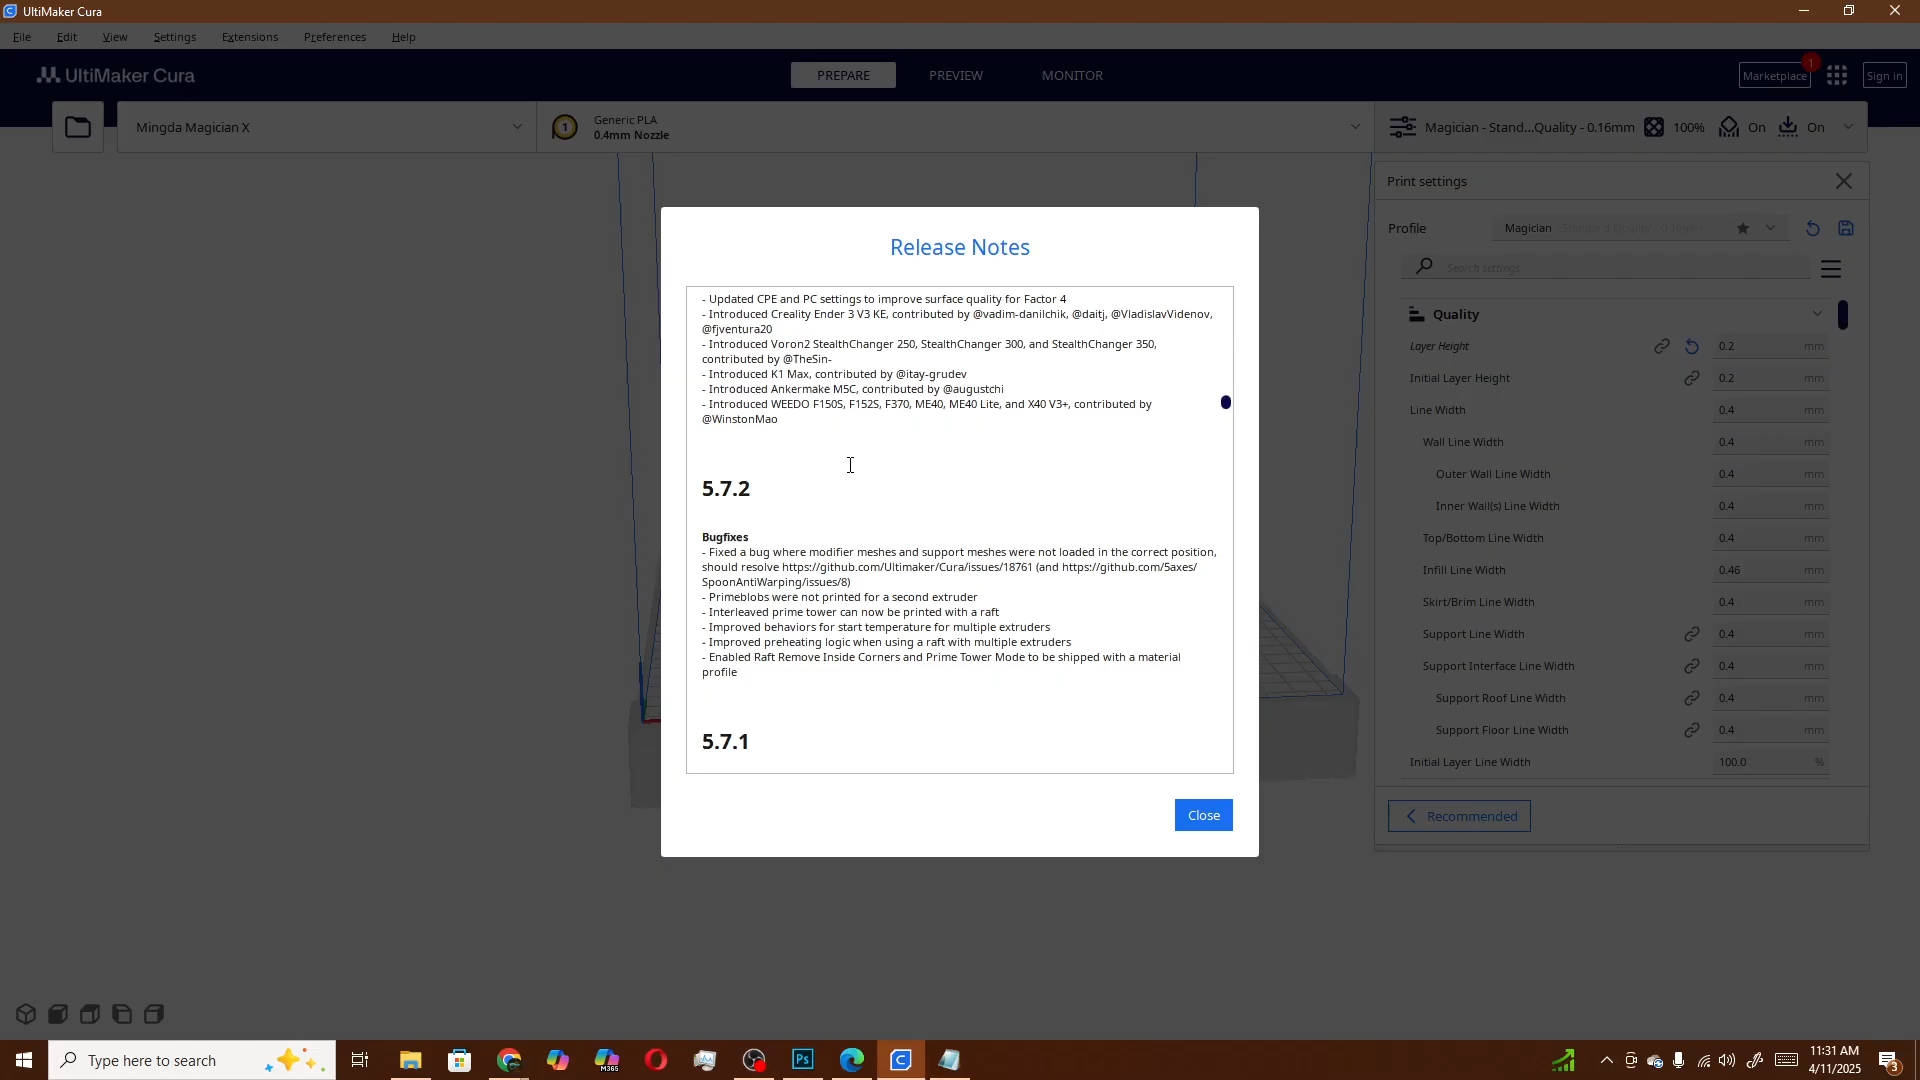 UltiMaker Cura
File Edit View Settings Extensions Preferences Help
UltiMaker Cura
PREPARE PREVIEW MONITOR
Marketplace 1 Sign in
Mingda Magician X
1 Generic PLA
0.4mm Nozzle
Magician - Stand...Quality - 0.16mm 100% On On
Print settings
Profile Magician Standard Quality - 0.16mm
Search settings
Quality
Layer Height 0.2 mm
Initial Layer Height 0.2 mm
Line Width 0.4 mm
Wall Line Width 0.4 mm
Outer Wall Line Width 0.4 mm
Inner Wall(s) Line Width 0.4 mm
Top/Bottom Line Width 0.4 mm
Infill Line Width 0.46 mm
Skirt/Brim Line Width 0.4 mm
Support Line Width 0.4 mm
Support Interface Line Width 0.4 mm
Support Roof Line Width 0.4 mm
Support Floor Line Width 0.4 mm
Initial Layer Line Width 100.0 %
Recommended
Release Notes
- Updated CPE and PC settings to improve surface quality for Factor 4
- Introduced Creality Ender 3 V3 KE, contributed by @vadim-danilchik, @daitj, @VladislavVidenov,
@fjventura20
- Introduced Voron2 StealthChanger 250, StealthChanger 300, and StealthChanger 350,
contributed by @TheSin-
- Introduced K1 Max, contributed by @itay-grudev
- Introduced Ankermake M5C, contributed by @augustchi
- Introduced WEEDO F150S, F152S, F370, ME40, ME40 Lite, and X40 V3+, contributed by
@WinstonMao
5.7.2
Bugfixes
- Fixed a bug where modifier meshes and support meshes were not loaded in the correct position,
should resolve https://github.com/Ultimaker/Cura/issues/18761 (and https://github.com/5axes/
SpoonAntiWarping/issues/8)
- Primeblobs were not printed for a second extruder
- Interleaved prime tower can now be printed with a raft
- Improved behaviors for start temperature for multiple extruders
- Improved preheating logic when using a raft with multiple extruders
- Enabled Raft Remove Inside Corners and Prime Tower Mode to be shipped with a material
profile
5.7.1
Close
Type here to search
M365
Ps
11:31 AM
4/11/2025
3